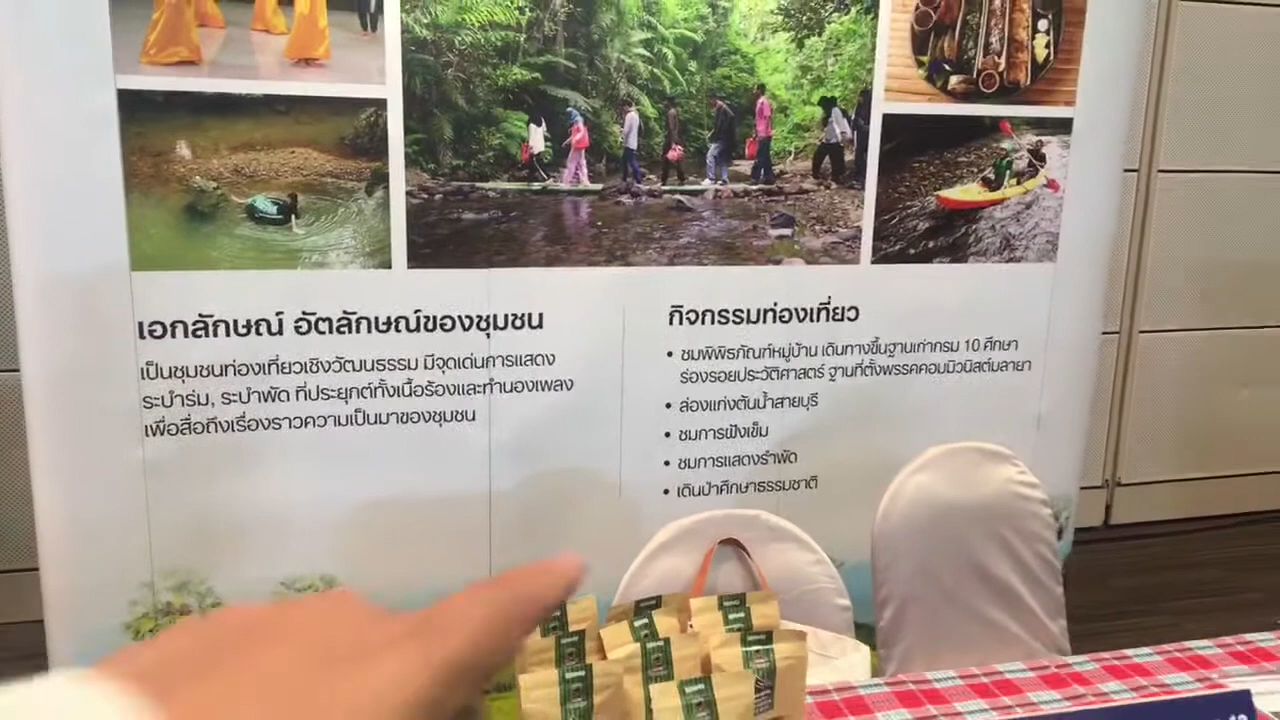 เอกลักษณ์ อัตลักษณ์ของชุมชน
เป็นชุมชนท่องเที่ยวเชิงวัฒนธรรม มีจุดเด่นการแสดง
ระบำร่ม, ระบำพัด ที่ประยุกต์ทั้งเนื้อร้องและทำนองเพลง
เพื่อสื่อถึงเรื่องราวความเป็นมาของชุมชน
กิจกรรมท่องเที่ยว
• ชมพิพิธภัณฑ์หมู่บ้าน เดินทางขึ้นฐานเก่ากรม 10 ศึกษา
ร่องรอยประวัติศาสตร์ ฐานที่ตั้งพรรคคอมมิวนิสต์มลายา
• ล่องแก่งต้นน้ำสายบุรี
• ชมการฝังเข็ม
• ชมการแสดงรำพัด
• เดินป่าศึกษาธรรมชาติ